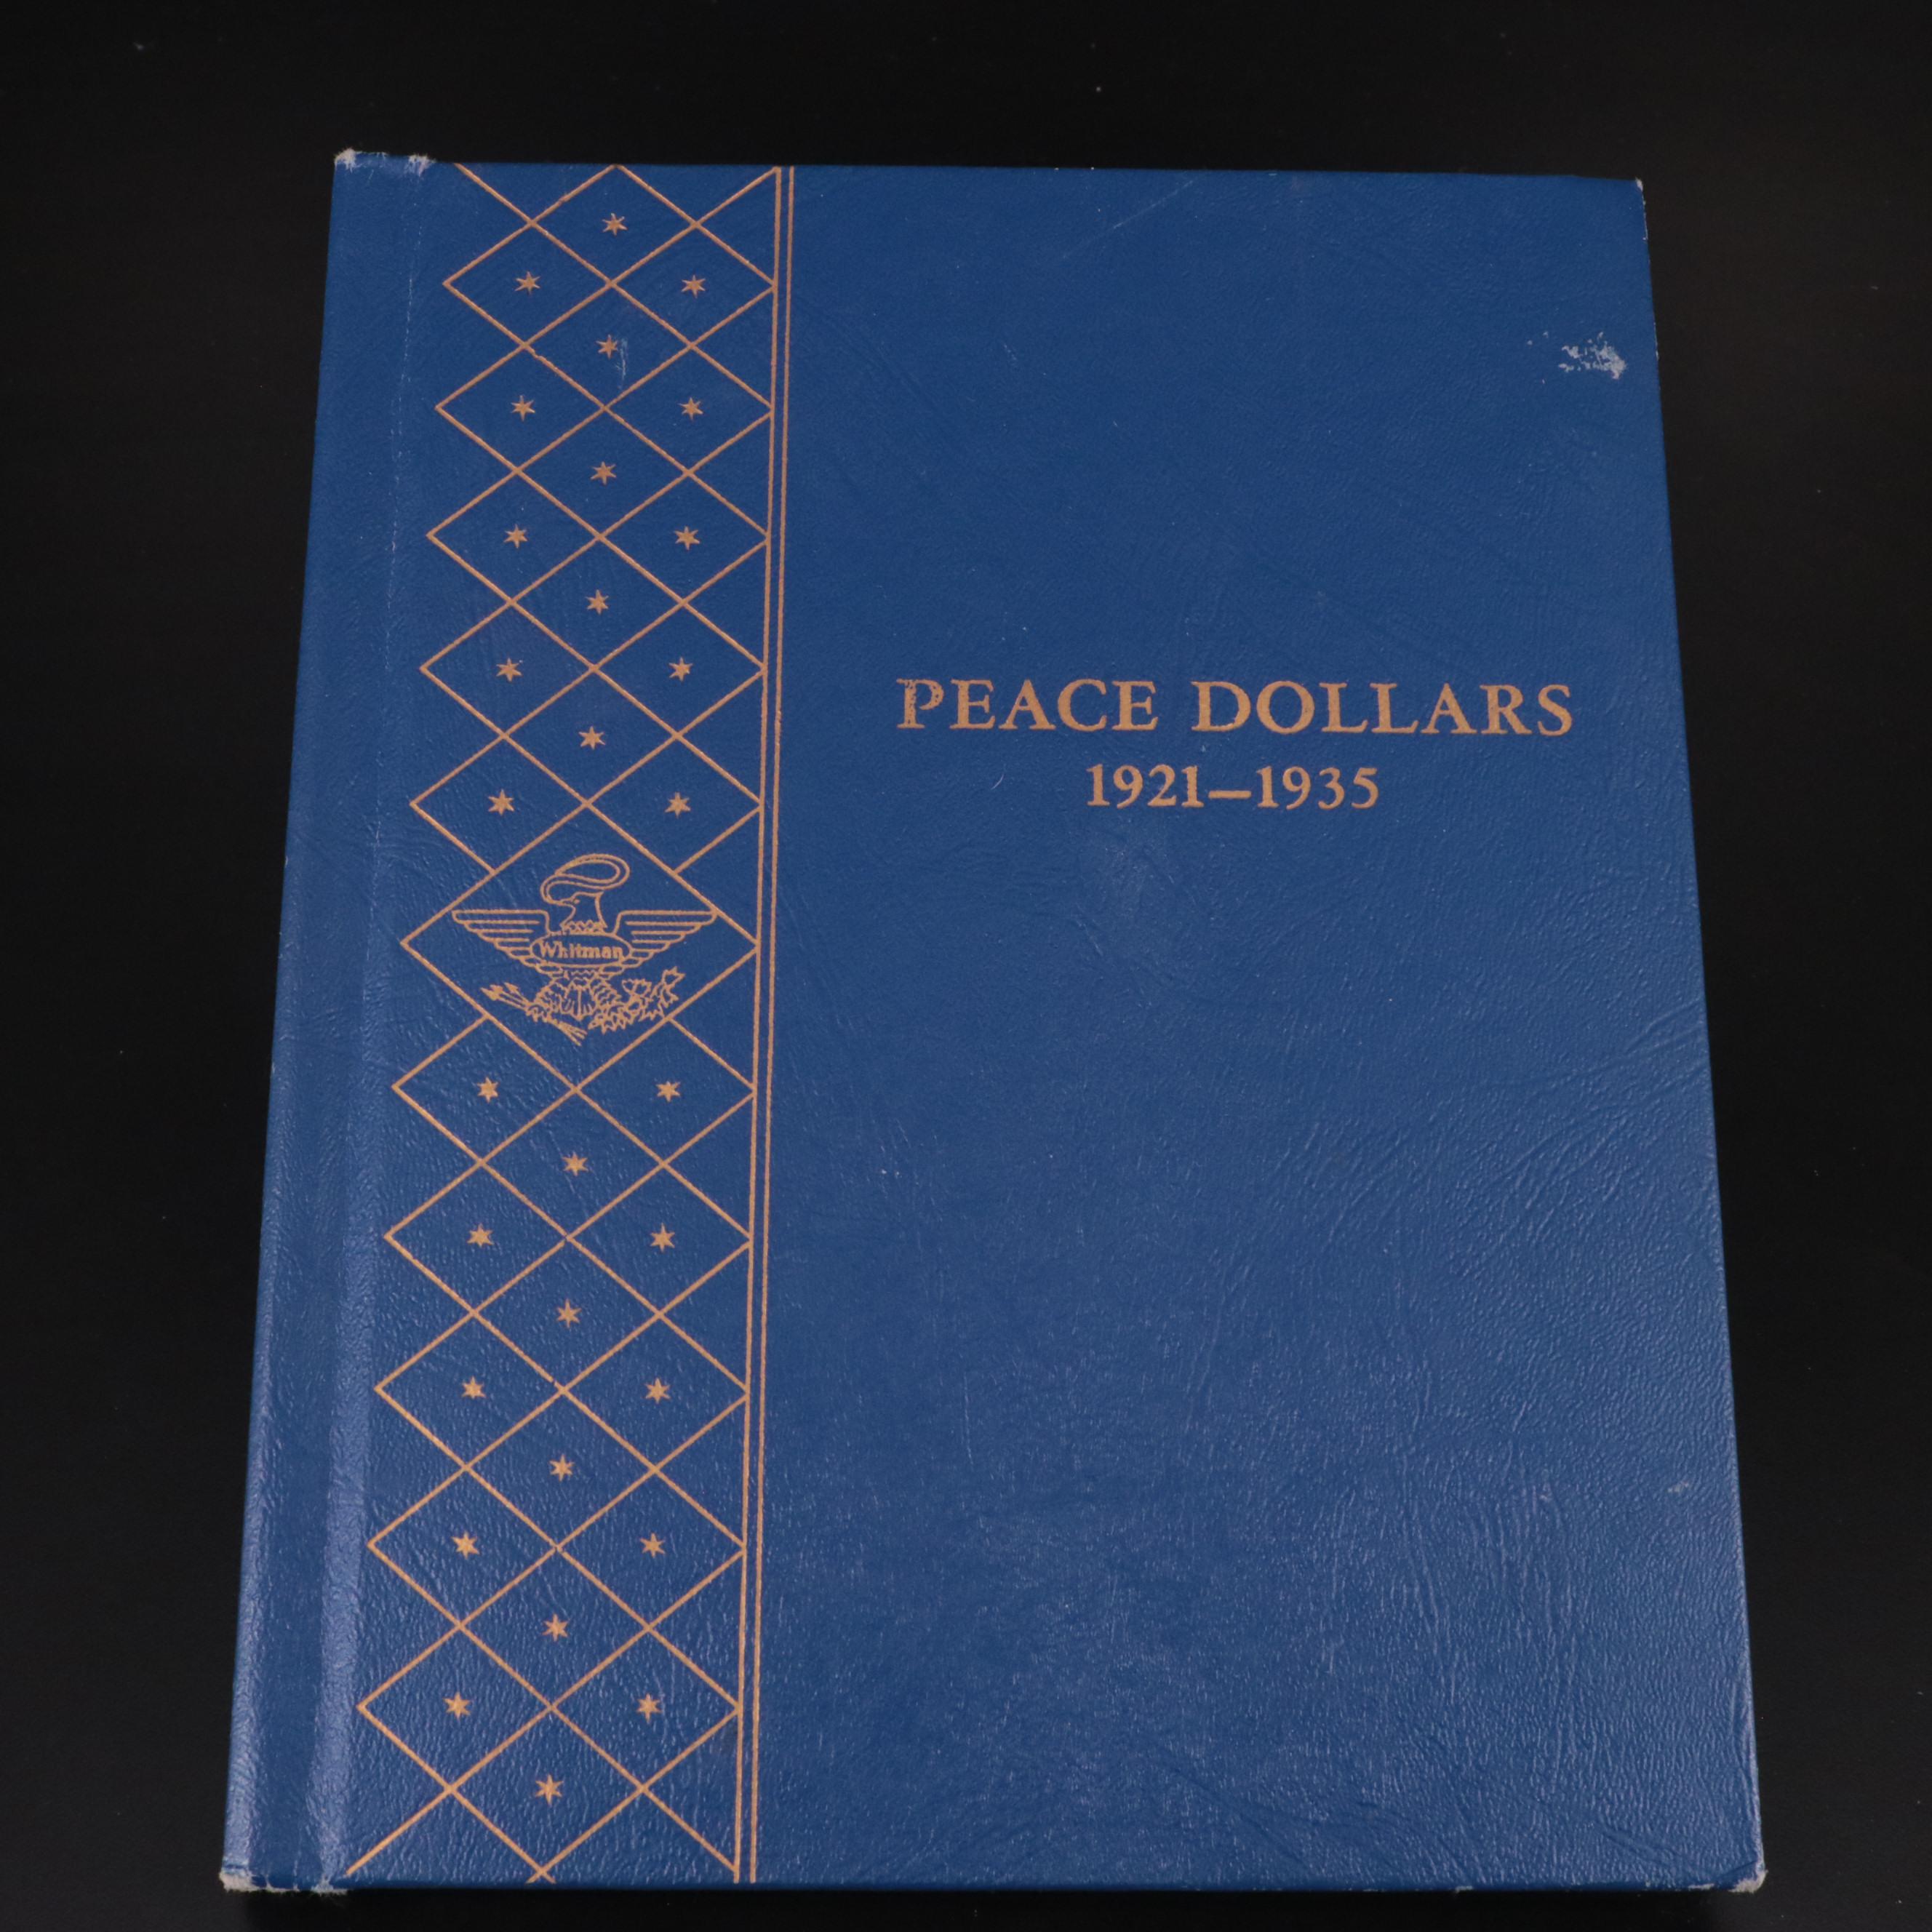 PEACE DOLLARS
1921–1935
Whitman